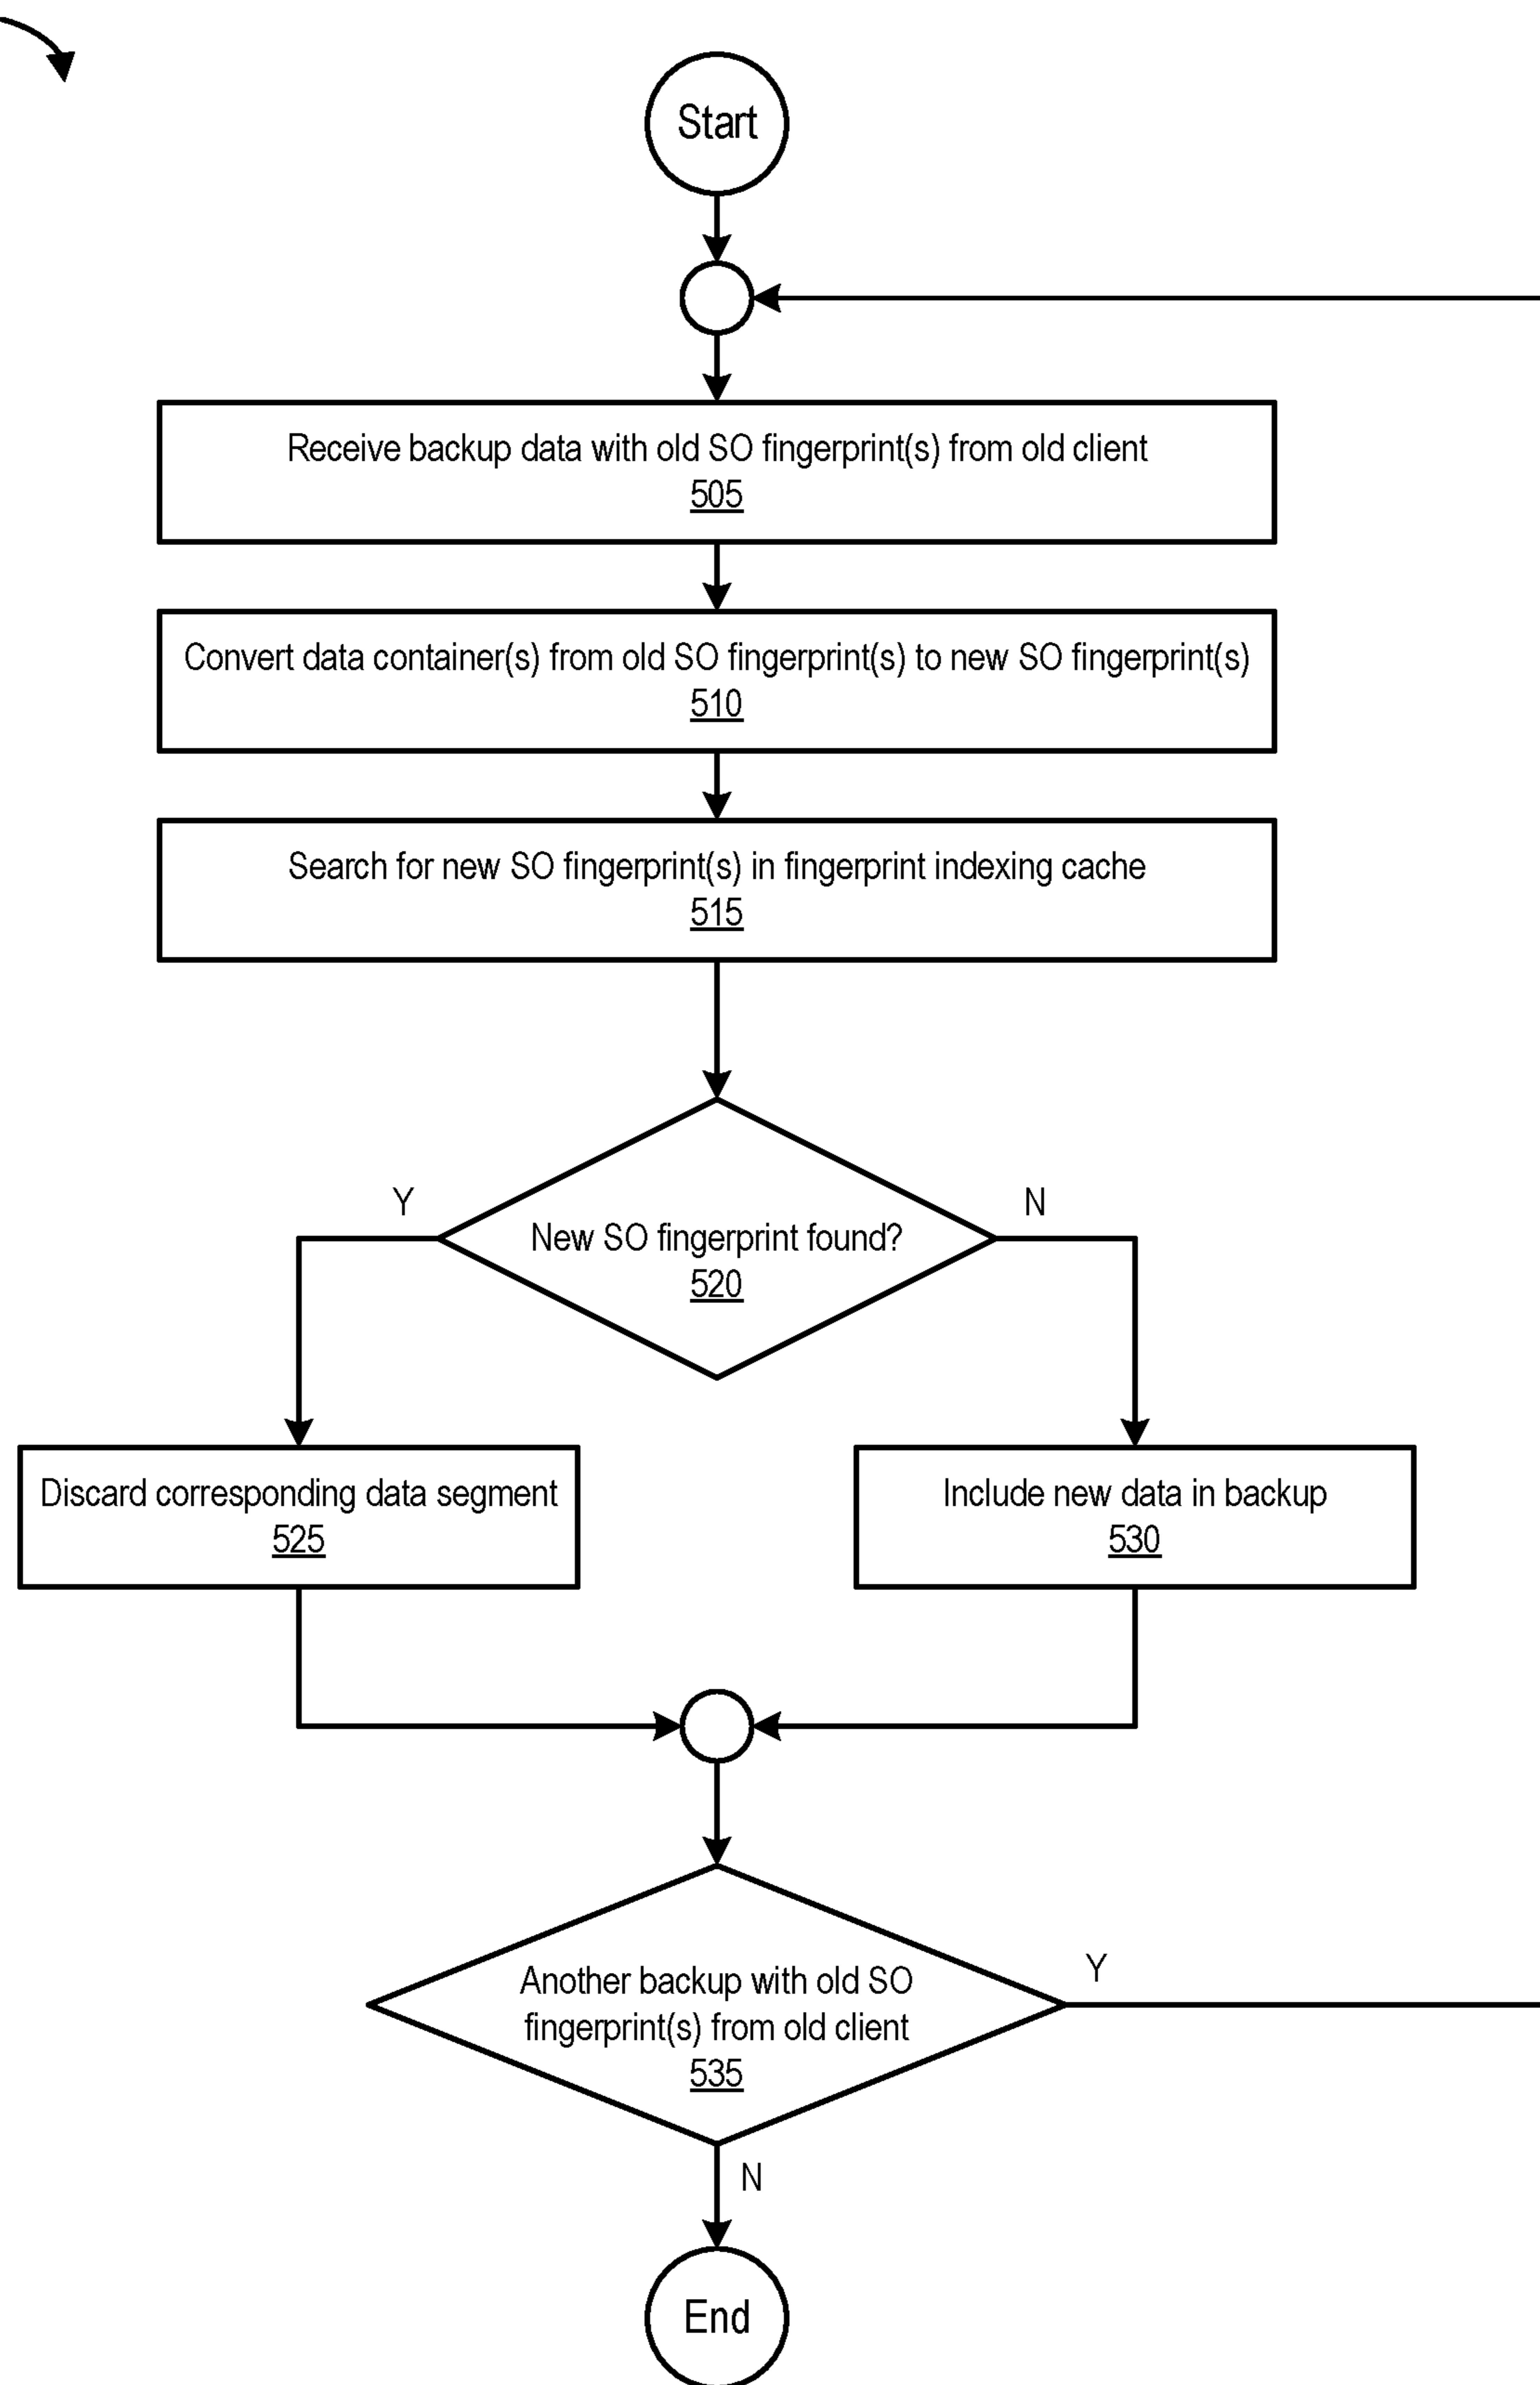 Start
Receive backup data with old SO fingerprint(s) from old client
505
Convert data container(s) from old SO fingerprint(s) to new SO fingerprint(s)
510
Search for new SO fingerprint(s) in fingerprint indexing cache
515
Y
N
New SO fingerprint found?
520
Discard corresponding data segment
525
Include new data in backup
530
Another backup with old SO
fingerprint(s) from old client
535
Y
N
End